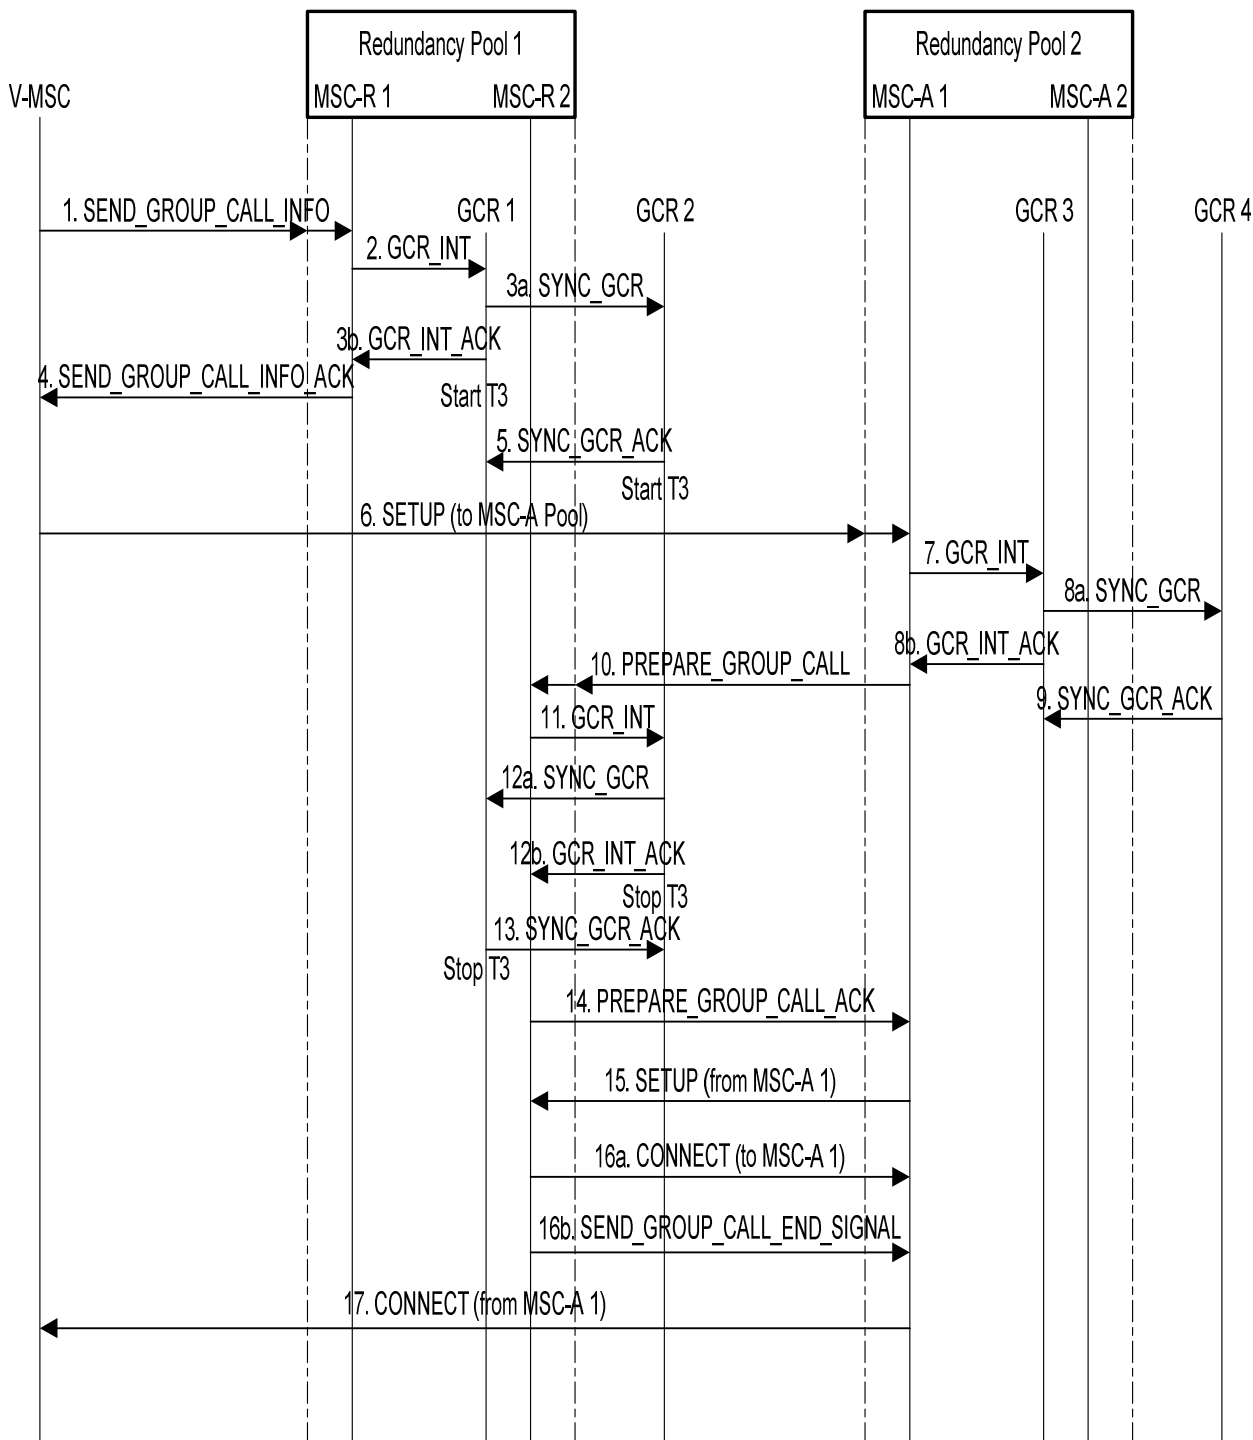 Redundancy Pool 1
Redundancy Pool 2
V-MSC
MSC-R 1
MSC-R 2
MSC-A 1
MSC-A 2
1. SEND_GROUP_CALL_INFO
GCR 1
GCR 2
GCR 3
GCR 4
2. GCR_INT
3a. SYNC_GCR
3b. GCR_INT_ACK
4. SEND_GROUP_CALL_INFO_ACK
Start T3
5. SYNC_GCR_ACK
Start T3
6. SETUP (to MSC-A Pool)
7. GCR_INT
8a. SYNC_GCR
8b. GCR_INT_ACK
10. PREPARE_GROUP_CALL
9. SYNC_GCR_ACK
11. GCR_INT
12a. SYNC_GCR
12b. GCR_INT_ACK
Stop T3
13. SYNC_GCR_ACK
Stop T3
14. PREPARE_GROUP_CALL_ACK
15. SETUP (from MSC-A 1)
16a. CONNECT (to MSC-A 1)
16b. SEND_GROUP_CALL_END_SIGNAL
17. CONNECT (from MSC-A 1)